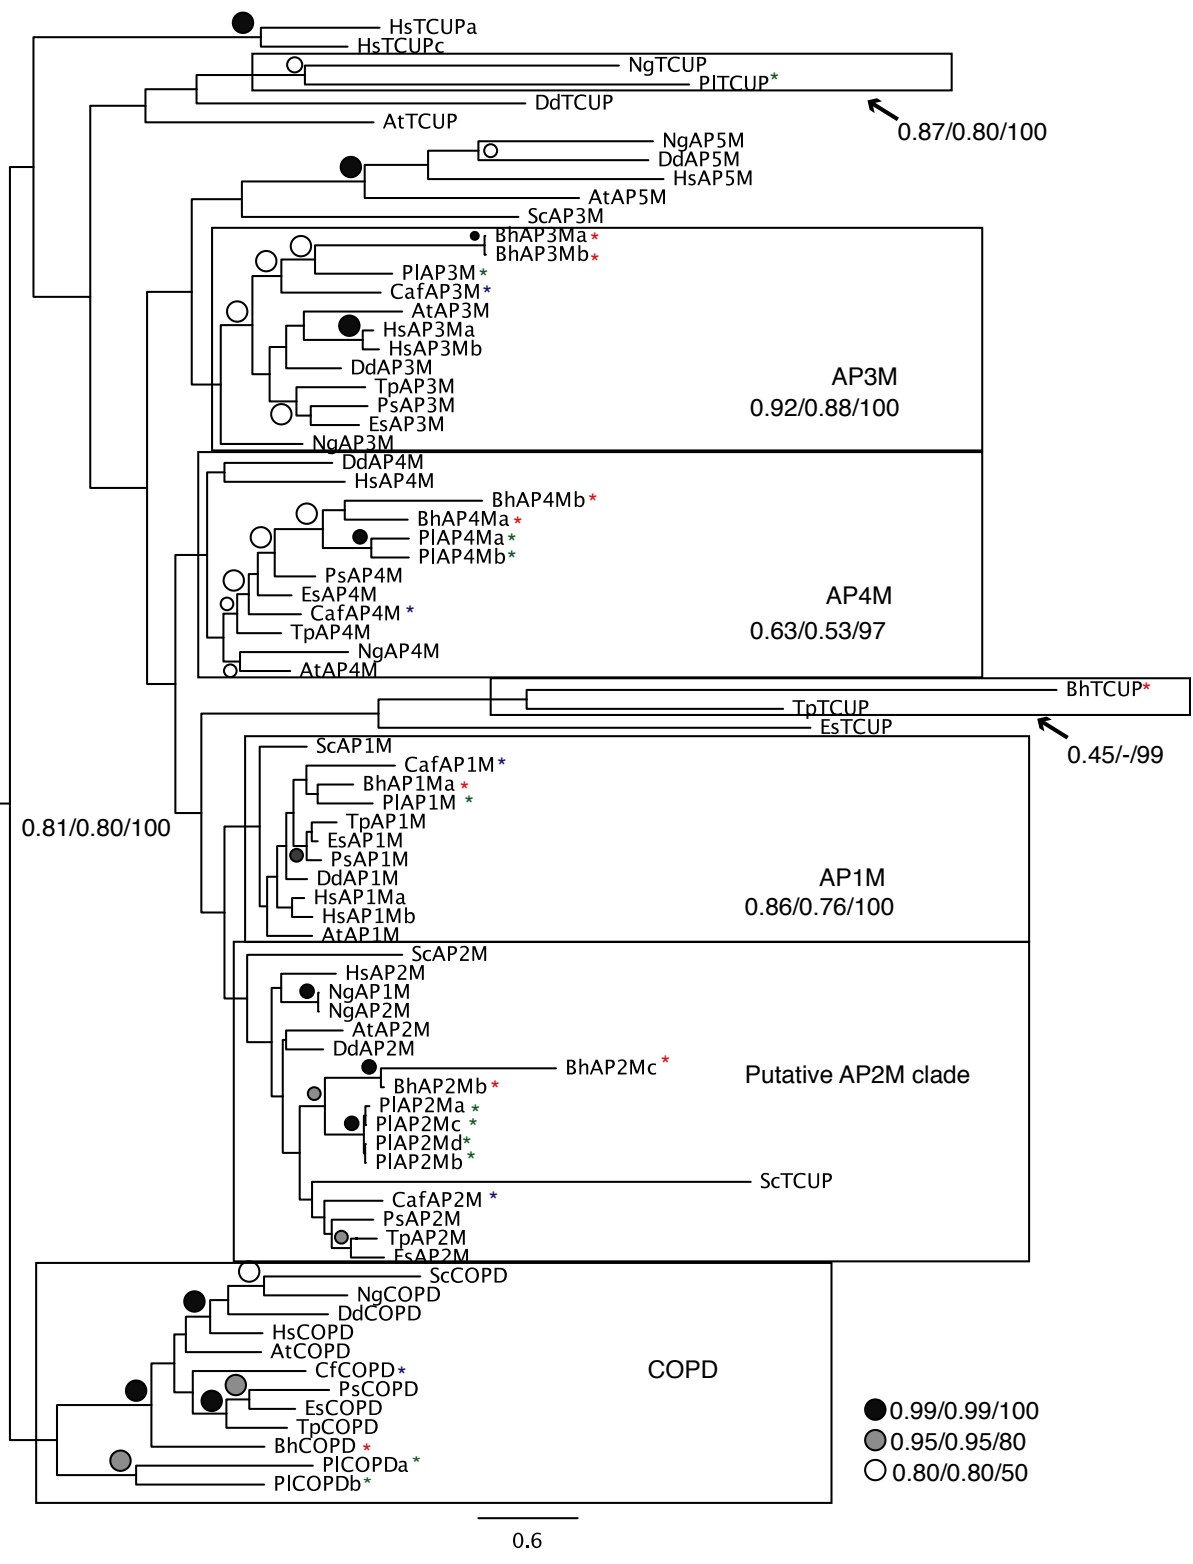 HsTCUPa
HsTCUPc
NgTCUP
PlTCUP*
DdTCUP
0.87/0.80/100
AtTCUP
NgAP5M
DdAP5M
HsAP5M
AtAP5M
ScAP3M
BhAP3Ma*
BhAP3Mb*
PlAP3M*
CafAP3M*
AtAP3M
HsAP3Ma
HsAP3Mb
DdAP3M
AP3M
TpAP3M
PsAP3M
0.92/0.88/100
EsAP3M
NgAP3M
DdAP4M
HsAP4M
BhAP4Mb*
BhAP4Ma*
PlAP4Ma*
PlAP4Mb*
PsAP4M
EsAP4M
AP4M
CafAP4M*
TpAP4M
0.63/0.53/97
NgAP4M
AtAP4M
BhTCUP*
TpTCUP
EsTCUP
ScAP1M
0.45/-/99
CafAP1M*
BhAP1Ma*
PlAP1M*
TpAP1M
0.81/0.80/100
EsAP1M
PsAP1M
DdAP1M
AP1M
HsAP1Ma
0.86/0.76/100
HsAP1Mb
AtAP1M
ScAP2M
HsAP2M
NgAP1M
NgAP2M
AtAP2M
DdAP2M
BhAP2Mc*
Putative AP2M clade
BhAP2Mb*
PlAP2Ma*
PlAP2Mc*
PlAP2Md*
PlAP2Mb*
ScTCUP
CafAP2M*
PsAP2M
TpAP2M
EsAP2M
ScCOPD
NgCOPD
DdCOPD
HsCOPD
AtCOPD
CfCOPD*
COPD
PsCOPD
EsCOPD
0.99/0.99/100
TpCOPD
0.95/0.95/80
BhCOPD*
PlCOPDa*
0.80/0.80/50
PlCOPDb*
0.6